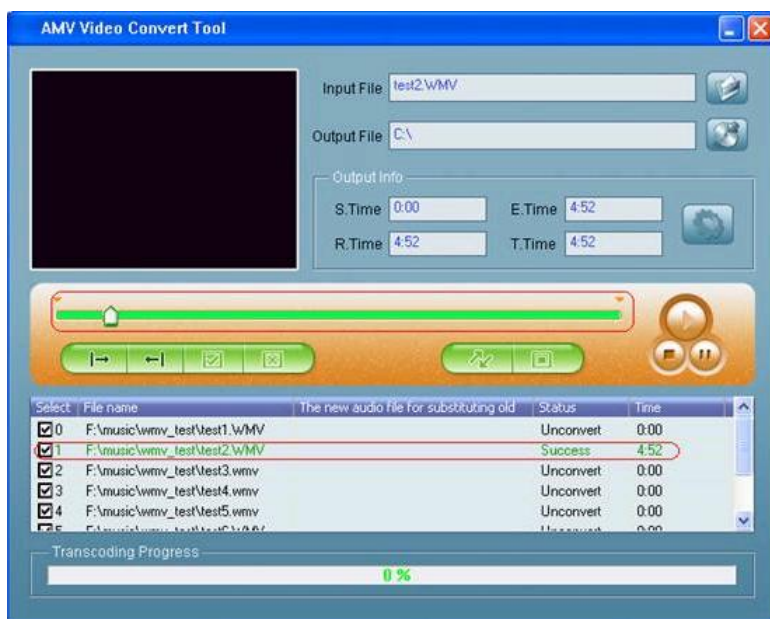 AMV Video Convert Tool
Input File test2.WMV
Output File C:\
Output Info
S.Time 0:00 E.Time 4:52
R.Time 4:52 T.Time 4:52
Select File name The new audio file for substituting old Status Time
0 F:\music\wmv_test\test1.WMV Unconvert 0:00
1 F:\music\wmv_test\test2.WMV Success 4:52
2 F:\music\wmv_test\test3.wmv Unconvert 0:00
3 F:\music\wmv_test\test4.wmv Unconvert 0:00
4 F:\music\wmv_test\test5.wmv Unconvert 0:00
Transcoding Progress
0 %